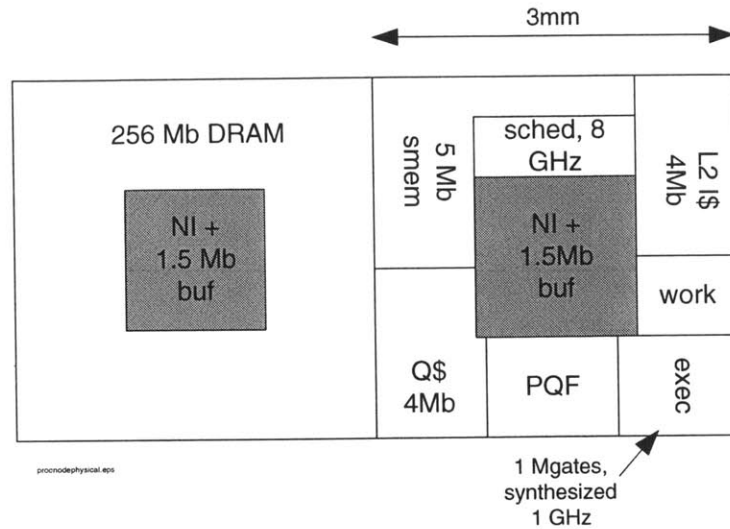 3mm
256 Mb DRAM
NI +
1.5 Mb
buf
5 Mb
smem
sched, 8
GHz
NI +
1.5Mb
buf
L2 I$
4Mb
work
Q$
4Mb
PQF
exec
procnodephysical.eps
1 Mgates,
synthesized
1 GHz